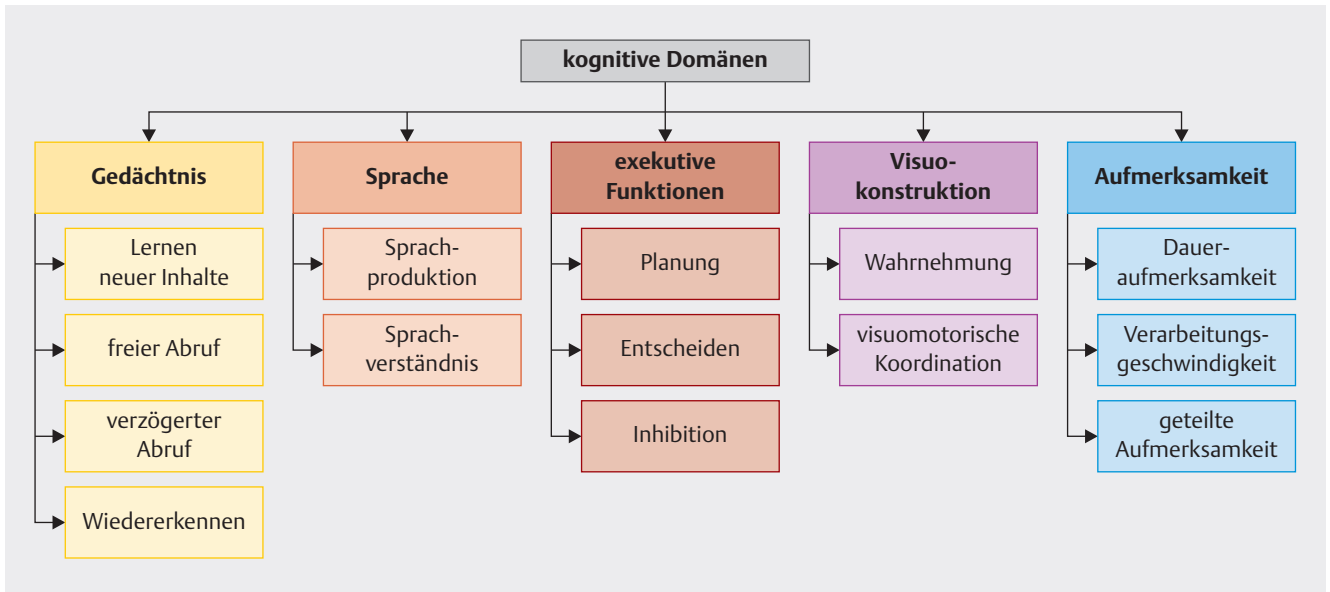 kognitive Domänen
Gedächtnis
Lernen
neuer Inhalte
freier Abruf
verzögerter
Abruf
Wiedererkennen
Sprache
Sprach-
produktion
Sprach-
verständnis
exekutive
Funktionen
Planung
Entscheiden
Inhibition
Visuo-
konstruktion
Wahrnehmung
visuomotorische
Koordination
Aufmerksamkeit
Dauer-
aufmerksamkeit
Verarbeitungs-
geschwindigkeit
geteilte
Aufmerksamkeit